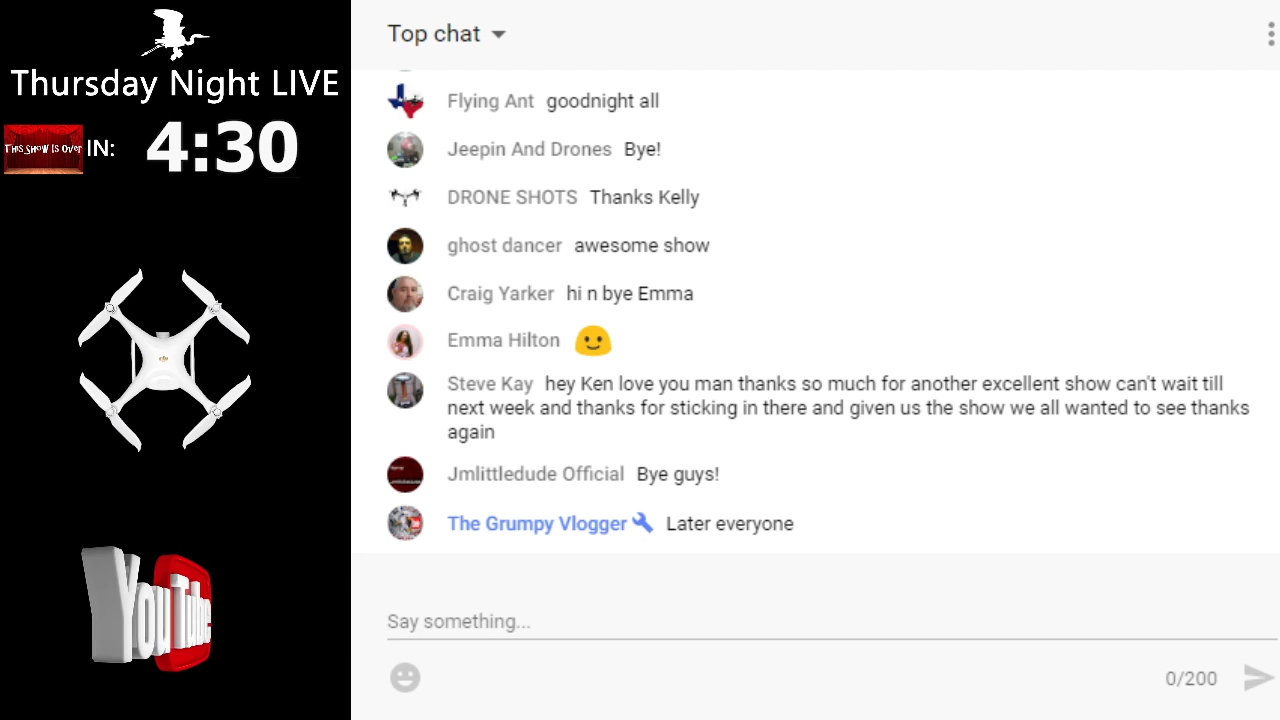 Thursday Night LIVE
THIS SHOW IS OVER IN: 4:30
YouTube
Top chat
Flying Ant goodnight all
Jeepin And Drones Bye!
DRONE SHOTS Thanks Kelly
ghost dancer awesome show
Craig Yarker hi n bye Emma
Emma Hilton
Steve Kay hey Ken love you man thanks so much for another excellent show can't wait till
next week and thanks for sticking in there and given us the show we all wanted to see thanks
again
Jmlittledude Official Bye guys!
The Grumpy Vlogger Later everyone
Say something...
0/200